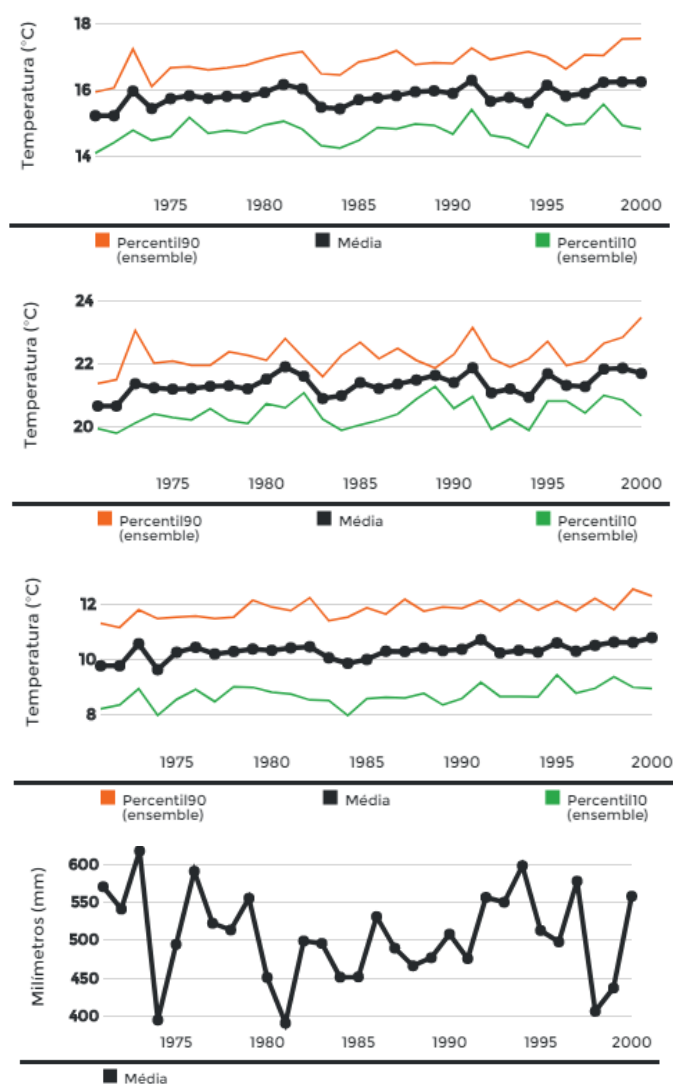 Temperatura (°C)
18
16
14
1975 1980 1985 1990 1995 2000
Percentil90 (ensemble) Média Percentil10 (ensemble)
Temperatura (°C)
24
22
20
1975 1980 1985 1990 1995 2000
Percentil90 (ensemble) Média Percentil10 (ensemble)
Temperatura (°C)
12
10
8
1975 1980 1985 1990 1995 2000
Percentil90 (ensemble) Média Percentil10 (ensemble)
Milímetros (mm)
600
550
500
450
400
1975 1980 1985 1990 1995 2000
Média